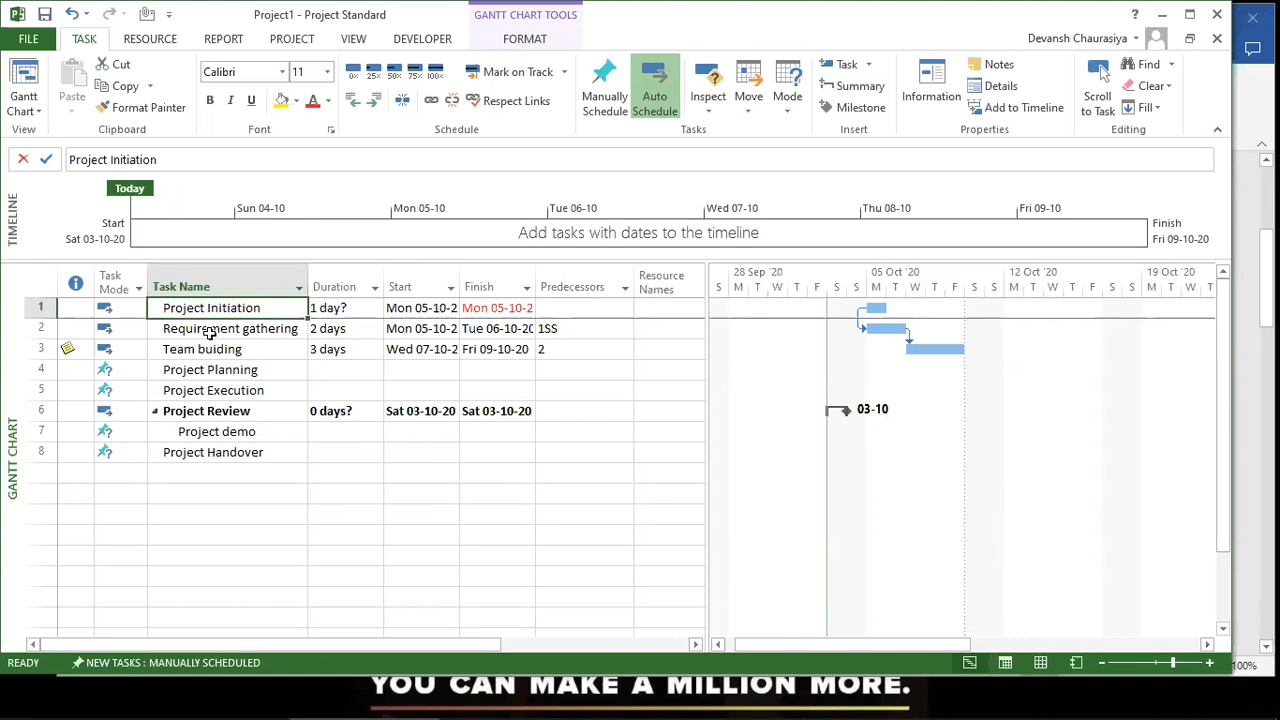 Project1 - Project Standard
GANTT CHART TOOLS
?
FILE
TASK
RESOURCE
REPORT
PROJECT
VIEW
DEVELOPER
FORMAT
Devansh Chaurasiya
Gantt Chart
View
Paste
Cut
Copy
Format Painter
Clipboard
Calibri
11
B I U
A
Font
0% 25% 50% 75% 100%
Mark on Track
Respect Links
Schedule
Manually Schedule
Auto Schedule
Inspect
Move
Mode
Tasks
Task
Summary
Milestone
Insert
Information
Notes
Details
Add to Timeline
Properties
Scroll to Task
Find
Clear
Fill
Editing
Project Initiation
TIMELINE
Today
Sun 04-10 Mon 05-10 Tue 06-10 Wed 07-10 Thu 08-10 Fri 09-10
Start
Sat 03-10-20
Add tasks with dates to the timeline
Finish
Fri 09-10-20
GANTT CHART
Task Mode Task Name Duration Start Finish Predecessors Resource Names
28 Sep '20 05 Oct '20 12 Oct '20 19 Oct '20
S M T W T F S S M T W T F S S M T W T F S S M T W T
1 Project Initiation 1 day? Mon 05-10-2 Mon 05-10-2
2 Requirement gathering 2 days Mon 05-10-2 Tue 06-10-20 1SS
3 Team buiding 3 days Wed 07-10-2 Fri 09-10-20 2
4 Project Planning
5 Project Execution
6 Project Review 0 days? Sat 03-10-20 Sat 03-10-20 03-10
7 Project demo
8 Project Handover
READY
NEW TASKS : MANUALLY SCHEDULED
100%
YOU CAN MAKE A MILLION MORE.